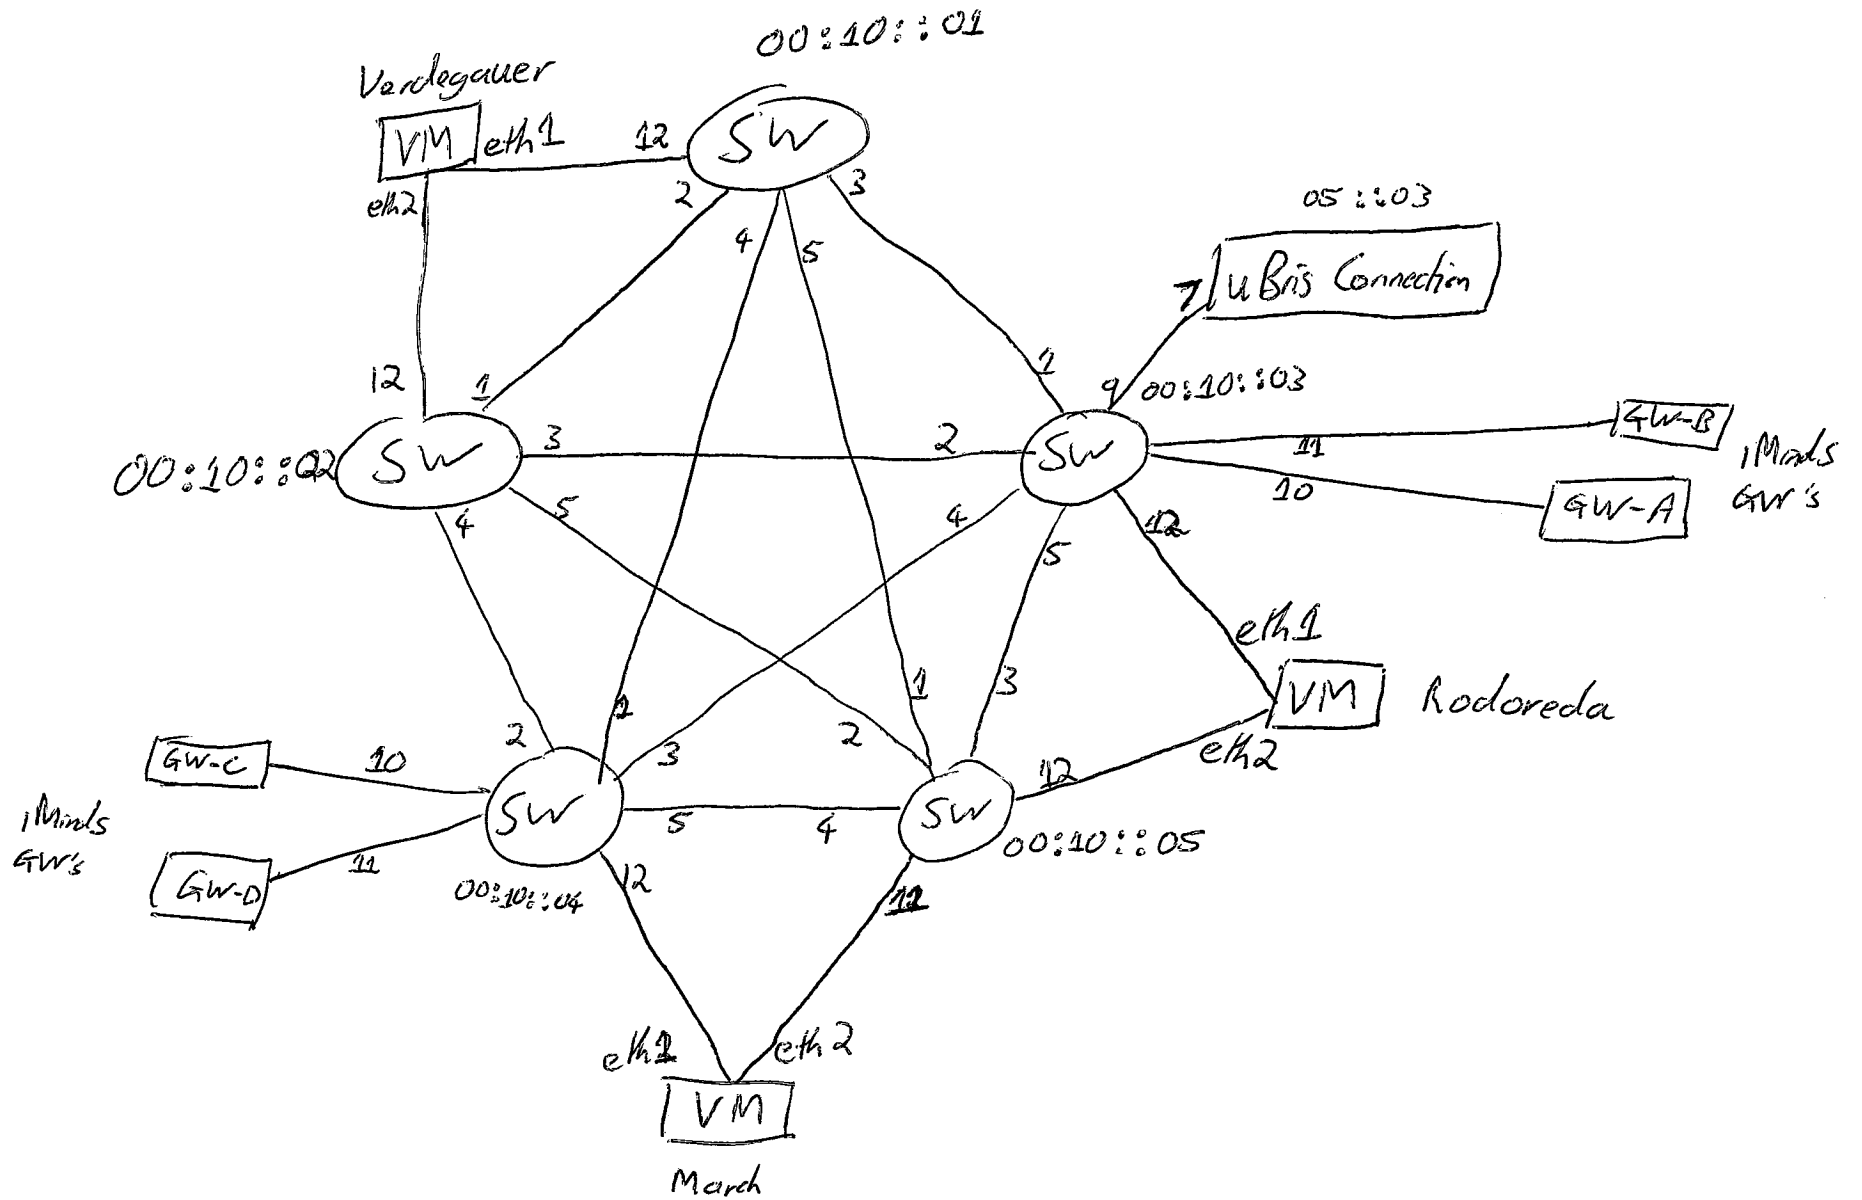 00:10::01
Verdegauer
VM
eth1
12
SW
eth2
2
3
4
5
05::03
7
uBris Connection
12
1
1
9
00:10::03
SW
3
2
SW
11
GW-B
10
GW-A
iMinds
GW's
00:10::02
4
5
4
5
12
eth1
VM
Rodoreda
eth2
1
1
3
2
3
2
12
GW-C
10
SW
5
4
SW
00:10::05
iMinds
GW's
GW-D
11
00:10::04
12
11
eth1
eth2
VM
March